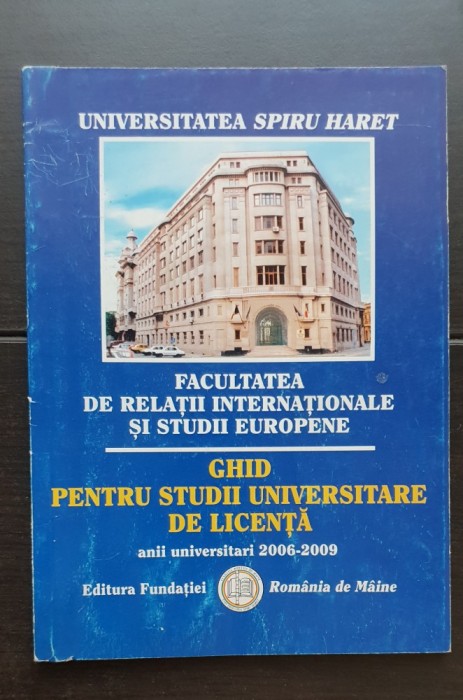 UNIVERSITATEA SPIRU HARET
FACULTATEA
DE RELAȚII INTERNAȚIONALE
ȘI STUDII EUROPENE
GHID
PENTRU STUDII UNIVERSITARE
DE LICENȚĂ
anii universitari 2006-2009
Editura Fundației România de Mâine